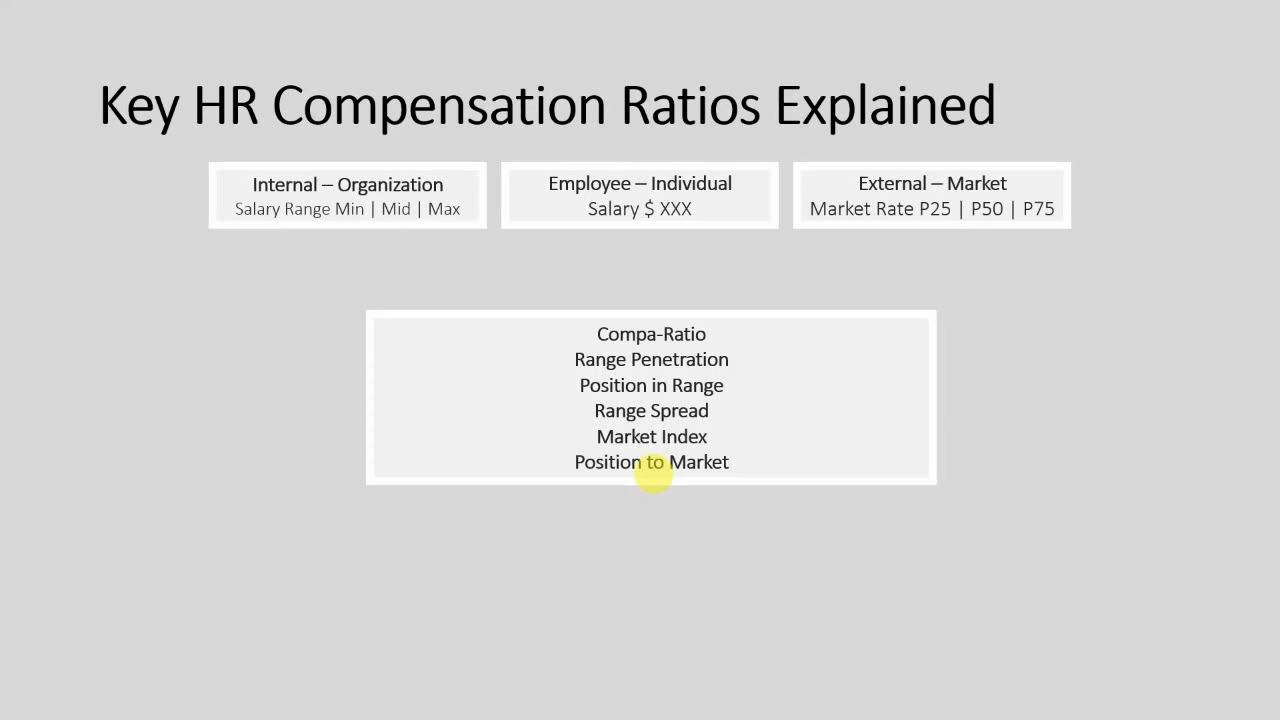 Key HR Compensation Ratios Explained
Internal – Organization
Salary Range Min | Mid | Max
Employee – Individual
Salary $ XXX
External – Market
Market Rate P25 | P50 | P75
Compa-Ratio
Range Penetration
Position in Range
Range Spread
Market Index
Position to Market